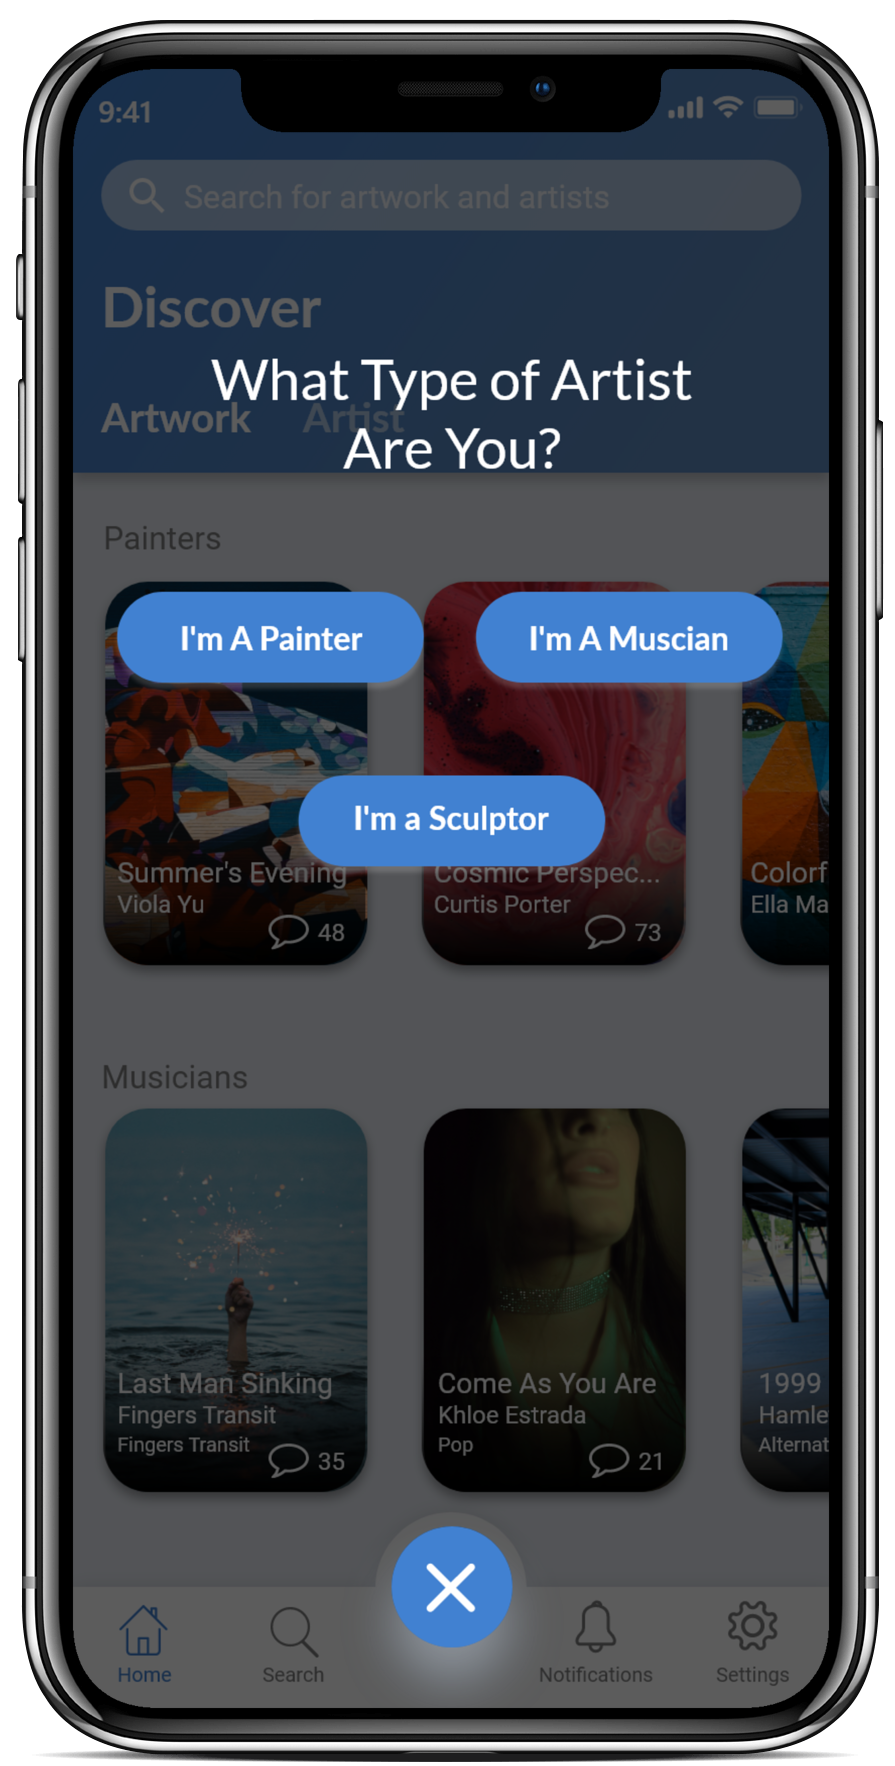 9:41
Search for artwork and artists
Discover
What Type of Artist
Artwork Artist
Are You?
Painters
I'm A Painter I'm A Muscian
I'm a Sculptor
Summer's Evening Cosmic Perspec... Colorf
Viola Yu Curtis Porter Ella Ma
48 73
Musicians
Last Man Sinking Come As You Are 1999
Fingers Transit Khloe Estrada Hamle
Fingers Transit Pop Alternat
35 21
Home Search Notifications Settings